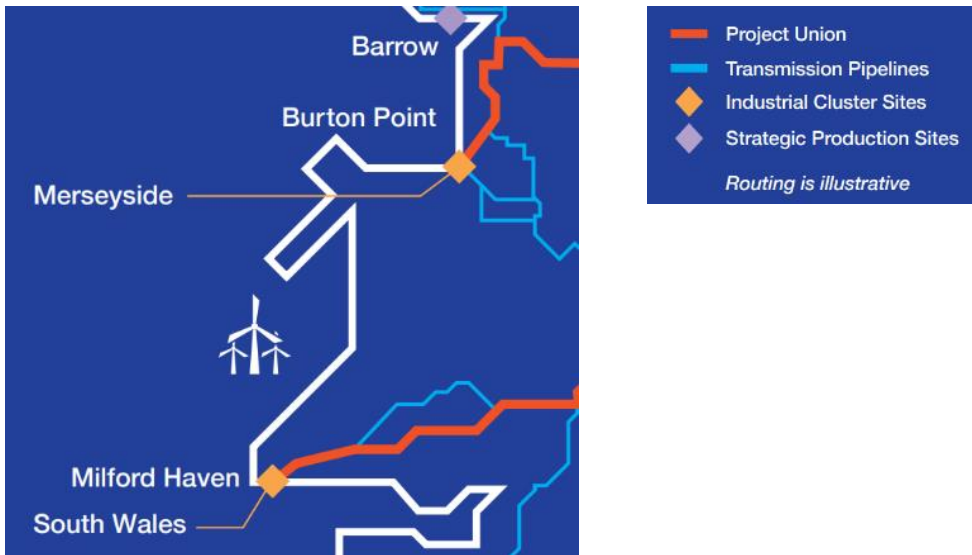 Barrow
Burton Point
Merseyside
Milford Haven
South Wales
Project Union
Transmission Pipelines
Industrial Cluster Sites
Strategic Production Sites
Routing is illustrative